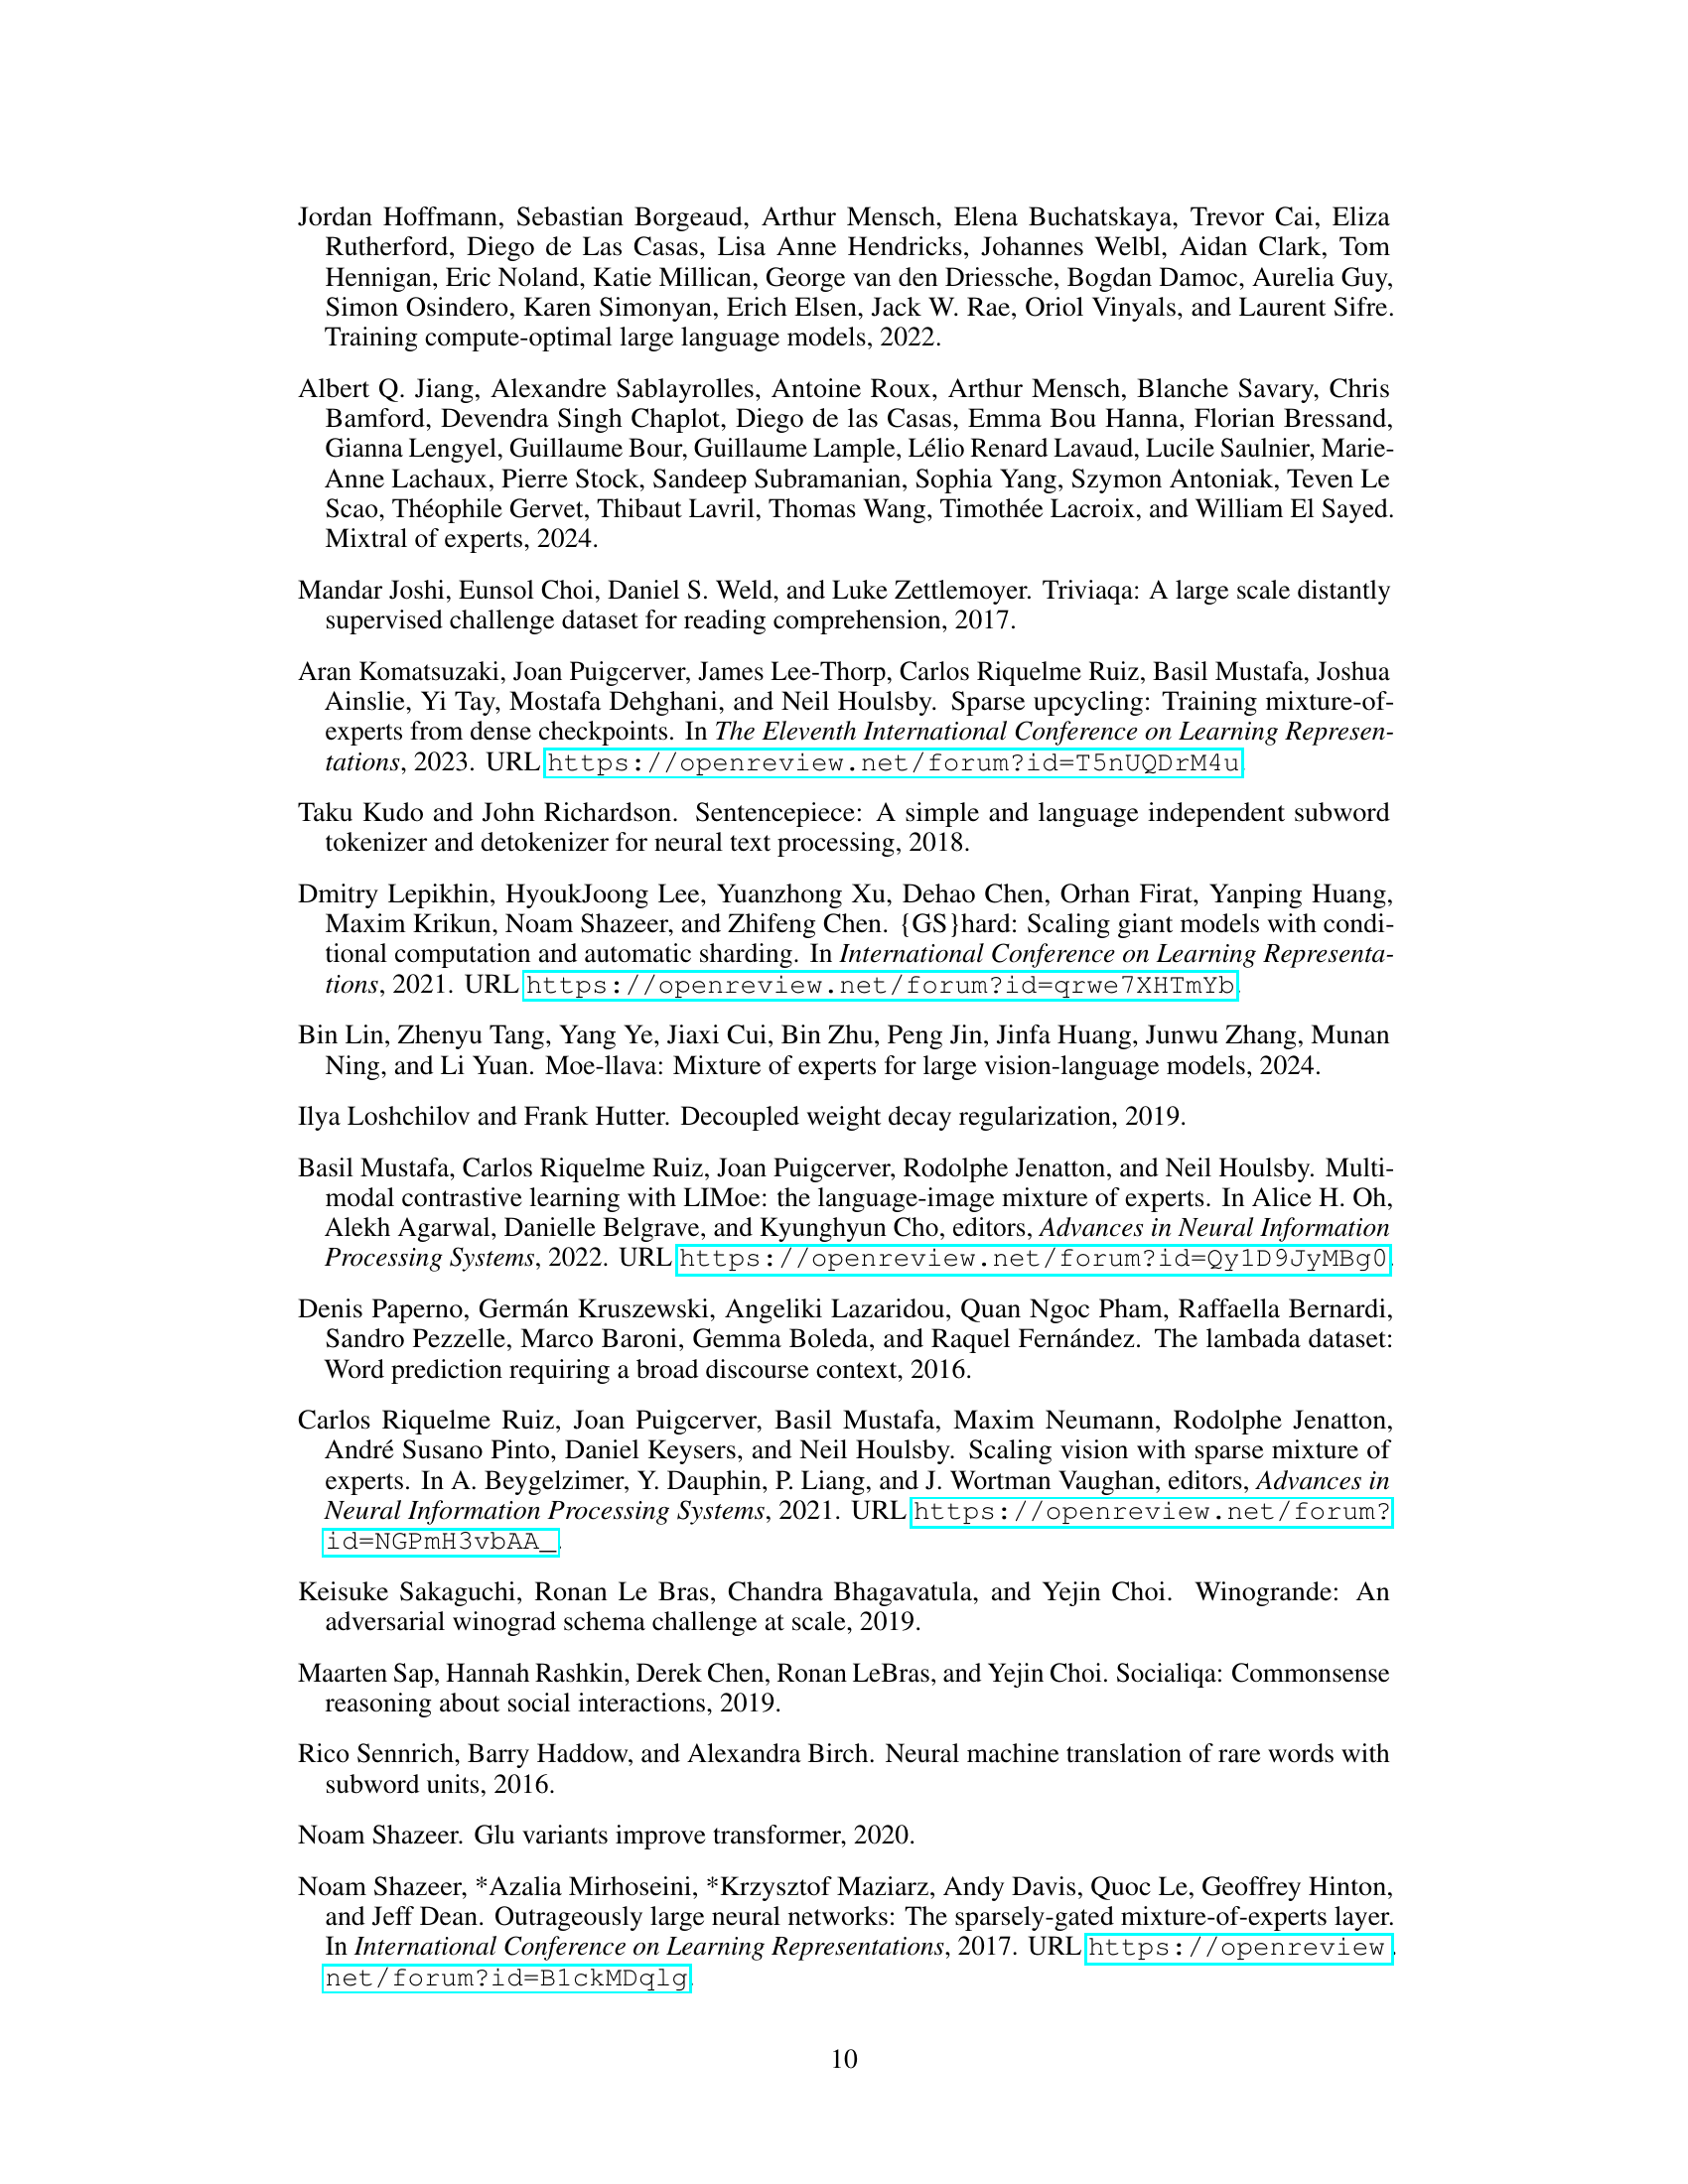 Jordan Hoffmann, Sebastian Borgeaud, Arthur Mensch, Elena Buchatskaya, Trevor Cai, Eliza
Rutherford, Diego de Las Casas, Lisa Anne Hendricks, Johannes Welbl, Aidan Clark, Tom
Hennigan, Eric Noland, Katie Millican, George van den Driessche, Bogdan Damoc, Aurelia Guy,
Simon Osindero, Karen Simonyan, Erich Elsen, Jack W. Rae, Oriol Vinyals, and Laurent Sifre.
Training compute-optimal large language models, 2022.
Albert Q. Jiang, Alexandre Sablayrolles, Antoine Roux, Arthur Mensch, Blanche Savary, Chris
Bamford, Devendra Singh Chaplot, Diego de las Casas, Emma Bou Hanna, Florian Bressand,
Gianna Lengyel, Guillaume Bour, Guillaume Lample, Lélio Renard Lavaud, Lucile Saulnier, Marie-
Anne Lachaux, Pierre Stock, Sandeep Subramanian, Sophia Yang, Szymon Antoniak, Teven Le
Scao, Théophile Gervet, Thibaut Lavril, Thomas Wang, Timothée Lacroix, and William El Sayed.
Mixtral of experts, 2024.
Mandar Joshi, Eunsol Choi, Daniel S. Weld, and Luke Zettlemoyer. Triviaqa: A large scale distantly
supervised challenge dataset for reading comprehension, 2017.
Aran Komatsuzaki, Joan Puigcerver, James Lee-Thorp, Carlos Riquelme Ruiz, Basil Mustafa, Joshua
Ainslie, Yi Tay, Mostafa Dehghani, and Neil Houlsby. Sparse upcycling: Training mixture-of-
experts from dense checkpoints. In The Eleventh International Conference on Learning Represen-
tations, 2023. URL https://openreview.net/forum?id=T5nUQDrM4u.
Taku Kudo and John Richardson. Sentencepiece: A simple and language independent subword
tokenizer and detokenizer for neural text processing, 2018.
Dmitry Lepikhin, HyoukJoong Lee, Yuanzhong Xu, Dehao Chen, Orhan Firat, Yanping Huang,
Maxim Krikun, Noam Shazeer, and Zhifeng Chen. {GS}hard: Scaling giant models with condi-
tional computation and automatic sharding. In International Conference on Learning Representa-
tions, 2021. URL https://openreview.net/forum?id=qrwe7XHTmYb.
Bin Lin, Zhenyu Tang, Yang Ye, Jiaxi Cui, Bin Zhu, Peng Jin, Jinfa Huang, Junwu Zhang, Munan
Ning, and Li Yuan. Moe-llava: Mixture of experts for large vision-language models, 2024.
Ilya Loshchilov and Frank Hutter. Decoupled weight decay regularization, 2019.
Basil Mustafa, Carlos Riquelme Ruiz, Joan Puigcerver, Rodolphe Jenatton, and Neil Houlsby. Multi-
modal contrastive learning with LIMoe: the language-image mixture of experts. In Alice H. Oh,
Alekh Agarwal, Danielle Belgrave, and Kyunghyun Cho, editors, Advances in Neural Information
Processing Systems, 2022. URL https://openreview.net/forum?id=Qy1D9JyMBg0.
Denis Paperno, Germán Kruszewski, Angeliki Lazaridou, Quan Ngoc Pham, Raffaella Bernardi,
Sandro Pezzelle, Marco Baroni, Gemma Boleda, and Raquel Fernández. The lambada dataset:
Word prediction requiring a broad discourse context, 2016.
Carlos Riquelme Ruiz, Joan Puigcerver, Basil Mustafa, Maxim Neumann, Rodolphe Jenatton,
André Susano Pinto, Daniel Keysers, and Neil Houlsby. Scaling vision with sparse mixture of
experts. In A. Beygelzimer, Y. Dauphin, P. Liang, and J. Wortman Vaughan, editors, Advances in
Neural Information Processing Systems, 2021. URL https://openreview.net/forum?
id=NGPmH3vbAA_.
Keisuke Sakaguchi, Ronan Le Bras, Chandra Bhagavatula, and Yejin Choi. Winogrande: An
adversarial winograd schema challenge at scale, 2019.
Maarten Sap, Hannah Rashkin, Derek Chen, Ronan LeBras, and Yejin Choi. Socialiqa: Commonsense
reasoning about social interactions, 2019.
Rico Sennrich, Barry Haddow, and Alexandra Birch. Neural machine translation of rare words with
subword units, 2016.
Noam Shazeer. Glu variants improve transformer, 2020.
Noam Shazeer, *Azalia Mirhoseini, *Krzysztof Maziarz, Andy Davis, Quoc Le, Geoffrey Hinton,
and Jeff Dean. Outrageously large neural networks: The sparsely-gated mixture-of-experts layer.
In International Conference on Learning Representations, 2017. URL https://openreview.
net/forum?id=B1ckMDqlg.
10